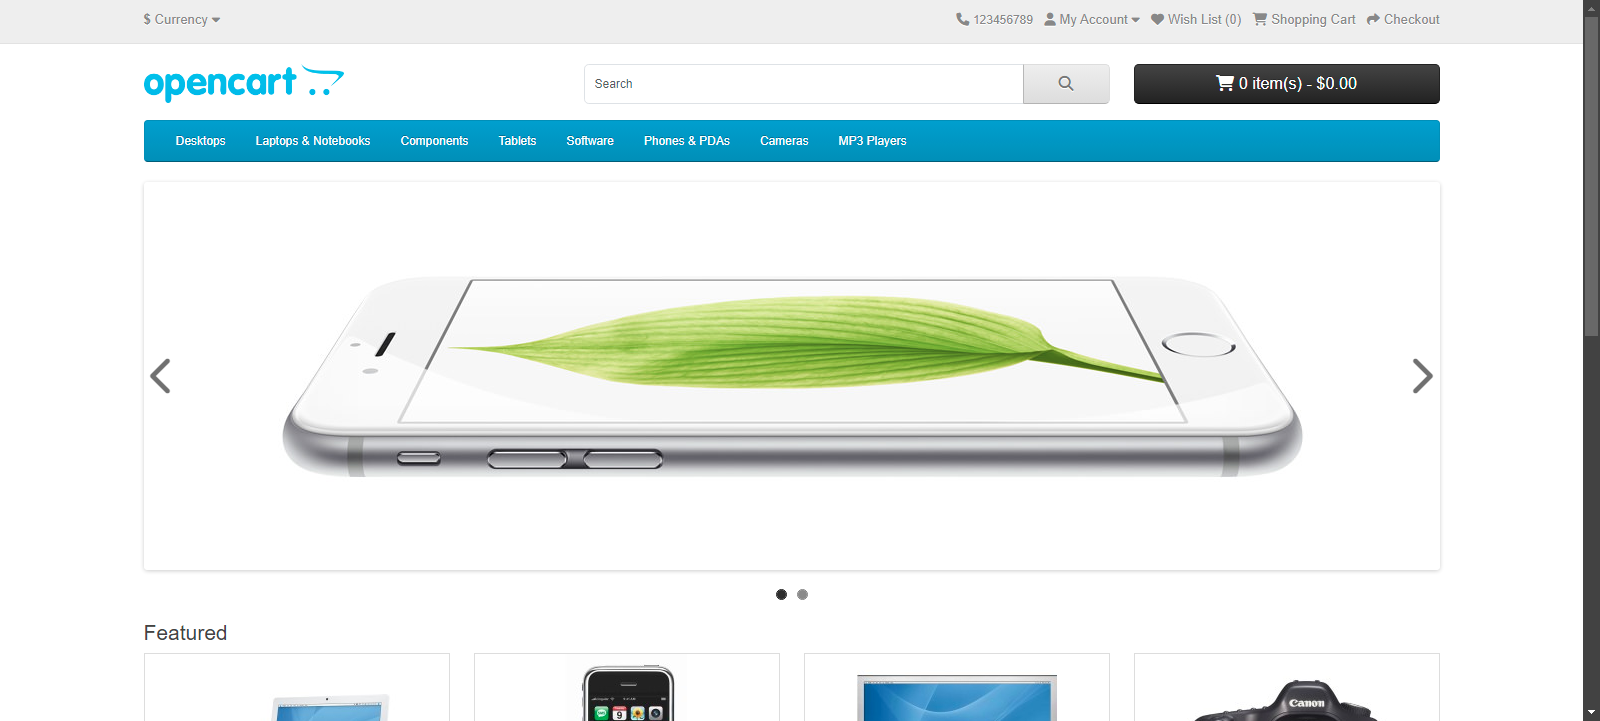 $ Currency
123456789 My Account Wish List (0) Shopping Cart Checkout
opencart
Search
0 item(s) - $0.00
Desktops Laptops & Notebooks Components Tablets Software Phones & PDAs Cameras MP3 Players
Featured
9
Canon